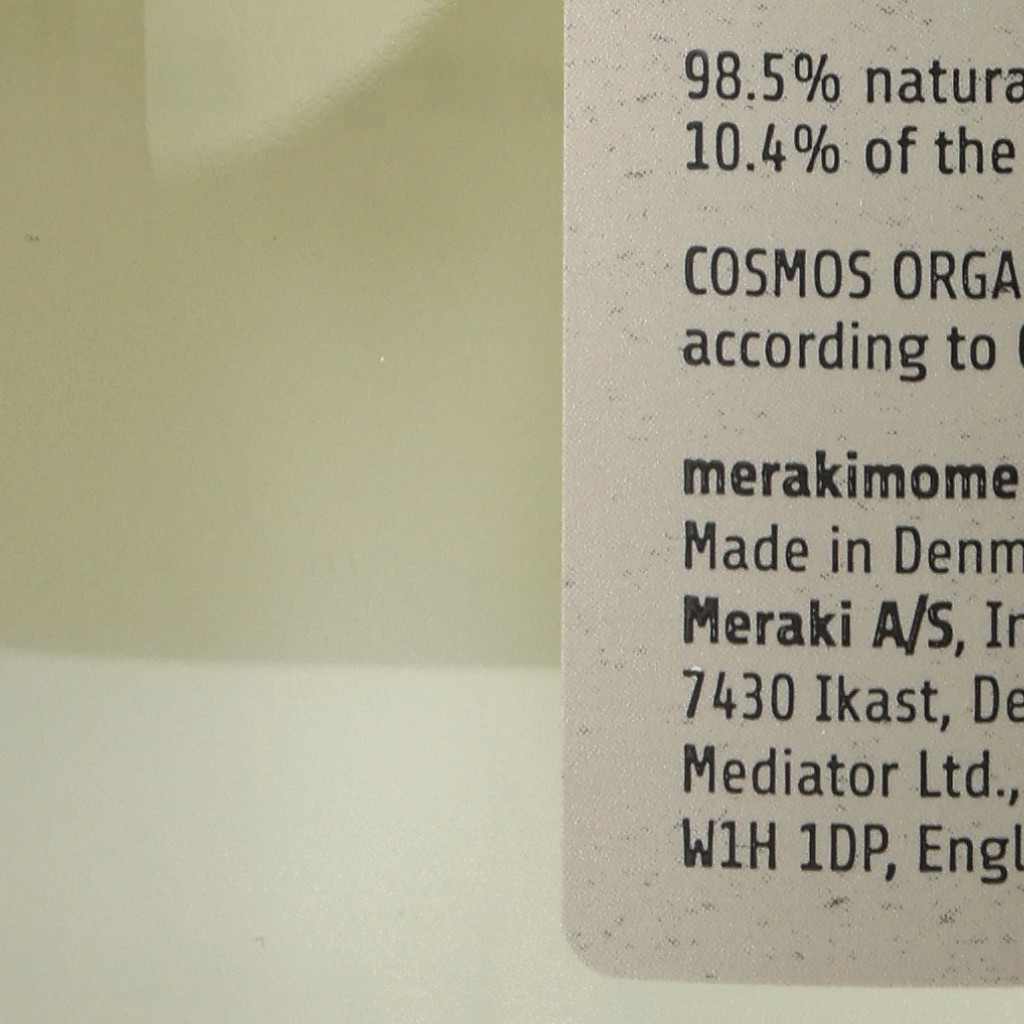 98.5% natura
10.4% of the
COSMOS ORGA
according to
merakimome
Made in Denm
Meraki A/S, In
7430 Ikast, De
Mediator Ltd.,
W1H 1DP, Engl